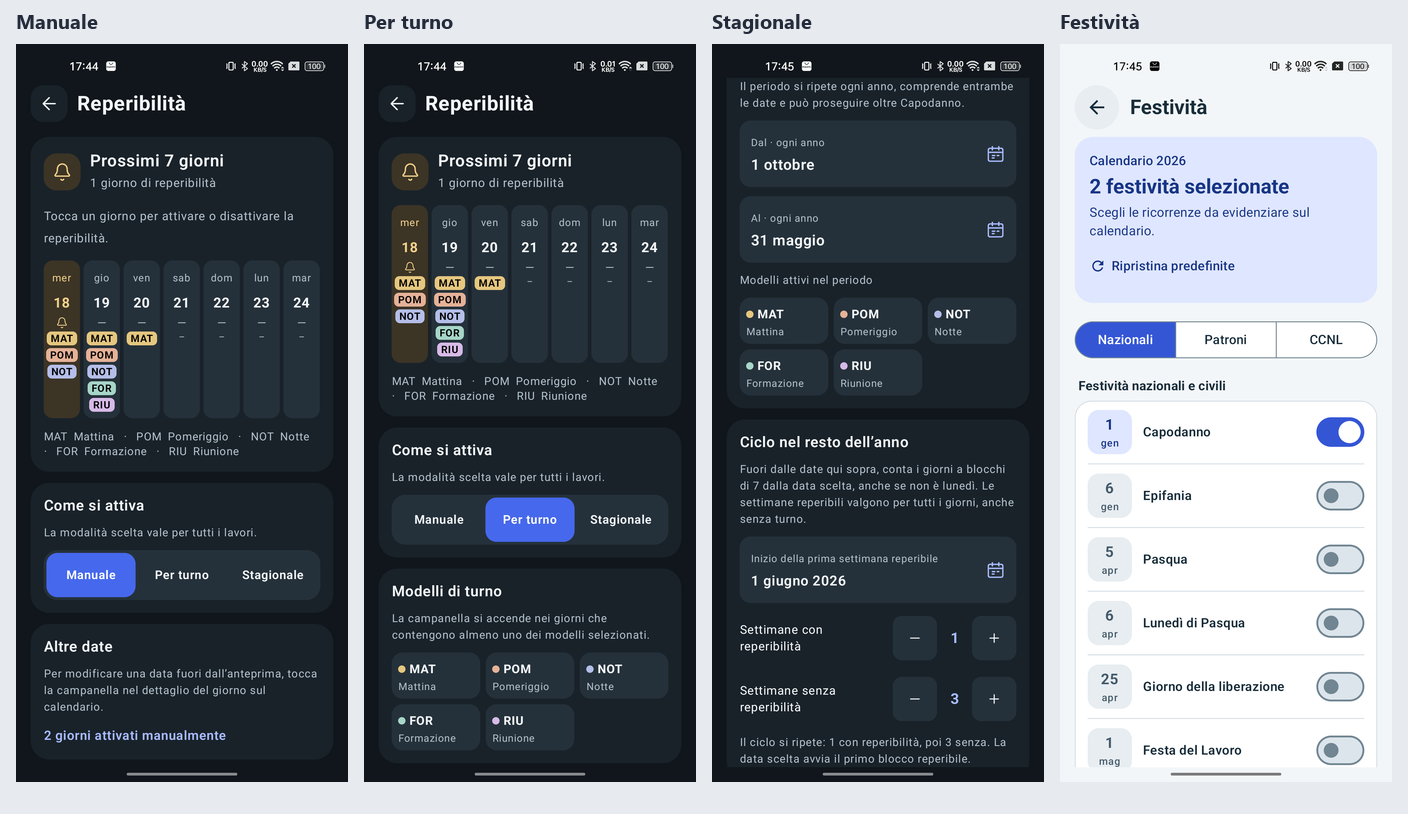 Manuale
17:44
0.00
KB/S
100
Reperibilità
Prossimi 7 giorni
1 giorno di reperibilità
Tocca un giorno per attivare o disattivare la
reperibilità.
mer gio ven sab dom lun mar
18 19 20 21 22 23 24
– – – – – –
MAT MAT MAT – – – –
POM POM
NOT NOT
FOR
RIU
MAT Mattina · POM Pomeriggio · NOT Notte
· FOR Formazione · RIU Riunione
Come si attiva
La modalità scelta vale per tutti i lavori.
Manuale Per turno Stagionale
Altre date
Per modificare una data fuori dall’anteprima, tocca
la campanella nel dettaglio del giorno sul
calendario.
2 giorni attivati manualmente
Per turno
17:44
0.01
KB/S
100
Reperibilità
Prossimi 7 giorni
1 giorno di reperibilità
mer gio ven sab dom lun mar
18 19 20 21 22 23 24
– – – – – –
MAT MAT MAT – – – –
POM POM
NOT NOT
FOR
RIU
MAT Mattina · POM Pomeriggio · NOT Notte
· FOR Formazione · RIU Riunione
Come si attiva
La modalità scelta vale per tutti i lavori.
Manuale Per turno Stagionale
Modelli di turno
La campanella si accende nei giorni che
contengono almeno uno dei modelli selezionati.
MAT POM NOT
Mattina Pomeriggio Notte
FOR RIU
Formazione Riunione
Stagionale
17:45
0.00
KB/S
100
Il periodo si ripete ogni anno, comprende entrambe
le date e può proseguire oltre Capodanno.
Dal · ogni anno
1 ottobre
Al · ogni anno
31 maggio
Modelli attivi nel periodo
MAT POM NOT
Mattina Pomeriggio Notte
FOR RIU
Formazione Riunione
Ciclo nel resto dell’anno
Fuori dalle date qui sopra, conta i giorni a blocchi
di 7 dalla data scelta, anche se non è lunedì. Le
settimane reperibili valgono per tutti i giorni, anche
senza turno.
Inizio della prima settimana reperibile
1 giugno 2026
Settimane con
reperibilità
− 1 +
Settimane senza
reperibilità
− 3 +
Il ciclo si ripete: 1 con reperibilità, poi 3 senza. La
data scelta avvia il primo blocco reperibile.
Festività
17:45
0.00
KB/S
100
Festività
Calendario 2026
2 festività selezionate
Scegli le ricorrenze da evidenziare sul
calendario.
Ripristina predefinite
Nazionali Patroni CCNL
Festività nazionali e civili
1
gen
Capodanno
6
gen
Epifania
5
apr
Pasqua
6
apr
Lunedì di Pasqua
25
apr
Giorno della liberazione
1
mag
Festa del Lavoro